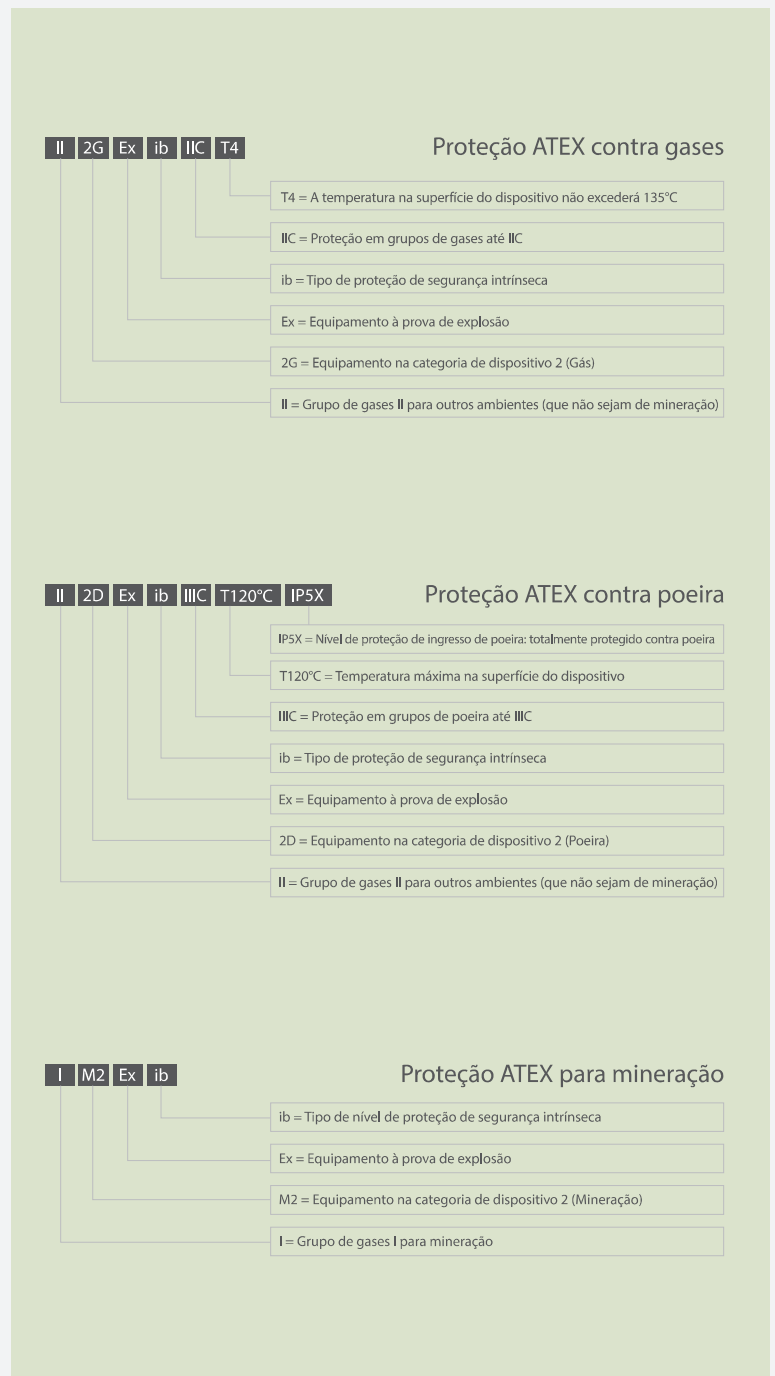 II 2G Ex ib IIC T4
Proteção ATEX contra gases
T4 = A temperatura na superfície do dispositivo não excederá 135°C
IIC = Proteção em grupos de gases até IIC
ib = Tipo de proteção de segurança intrínseca
Ex = Equipamento à prova de explosão
2G = Equipamento na categoria de dispositivo 2 (Gás)
II = Grupo de gases II para outros ambientes (que não sejam de mineração)
II 2D Ex ib IIIC T120°C IP5X
Proteção ATEX contra poeira
IP5X = Nível de proteção de ingresso de poeira: totalmente protegido contra poeira
T120°C = Temperatura máxima na superfície do dispositivo
IIIC = Proteção em grupos de poeira até IIIC
ib = Tipo de proteção de segurança intrínseca
Ex = Equipamento à prova de explosão
2D = Equipamento na categoria de dispositivo 2 (Poeira)
II = Grupo de gases II para outros ambientes (que não sejam de mineração)
I M2 Ex ib
Proteção ATEX para mineração
ib = Tipo de nível de proteção de segurança intrínseca
Ex = Equipamento à prova de explosão
M2 = Equipamento na categoria de dispositivo 2 (Mineração)
I = Grupo de gases I para mineração